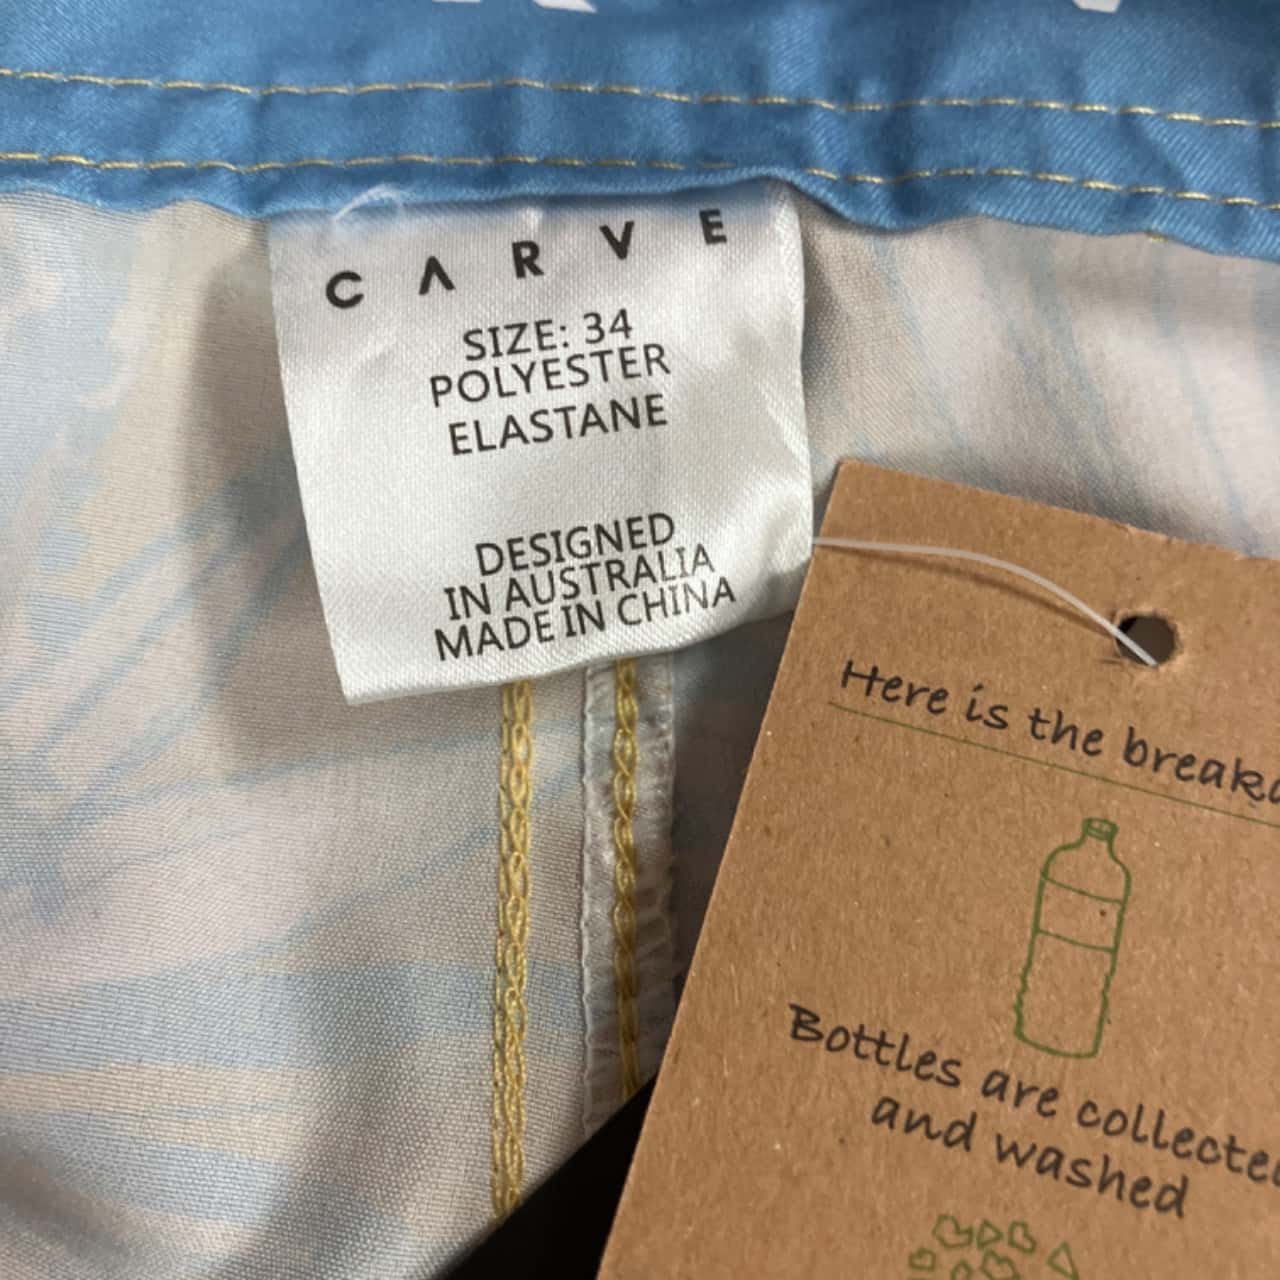 CARVE
SIZE: 34
POLYESTER
ELASTANE
DESIGNED
IN AUSTRALIA
MADE IN CHINA
Here is the
Bottles are
and washed